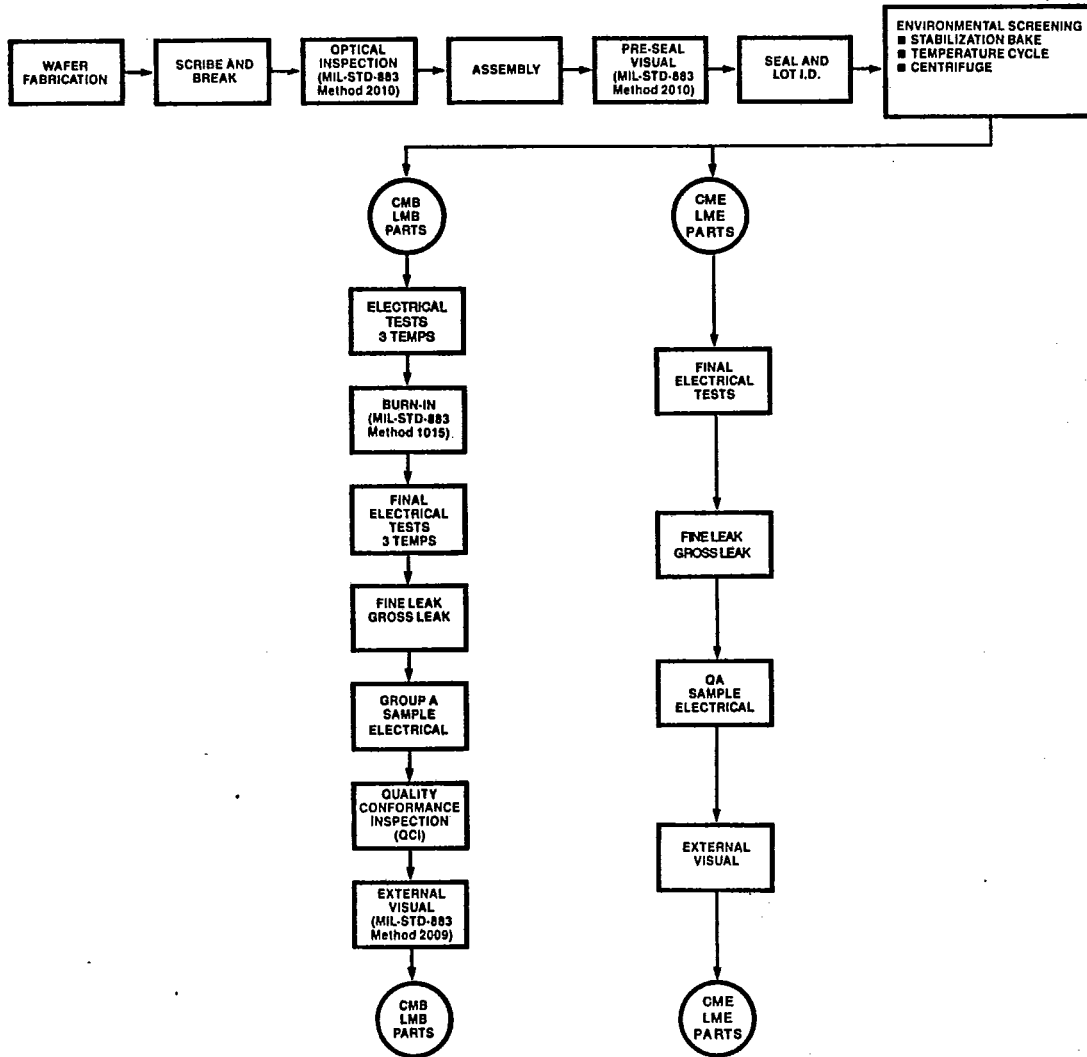 WAFER
FABRICATION
SCRIBE AND
BREAK
OPTICAL
INSPECTION
(MIL-STD-883
Method 2010)
ASSEMBLY
PRE-SEAL
VISUAL
(MIL-STD-883
Method 2010)
SEAL AND
LOT I.D.
ENVIRONMENTAL SCREENING
■ STABILIZATION BAKE
■ TEMPERATURE CYCLE
■ CENTRIFUGE
CMB
LMB
PARTS
ELECTRICAL
TESTS
3 TEMPS
BURN-IN
(MIL-STD-883
Method 1015)
FINAL
ELECTRICAL
TESTS
3 TEMPS
FINE LEAK
GROSS LEAK
GROUP A
SAMPLE
ELECTRICAL
QUALITY
CONFORMANCE
INSPECTION
(QCI)
EXTERNAL
VISUAL
(MIL-STD-883
Method 2009)
CMB
LMB
PARTS
CME
LME
PARTS
FINAL
ELECTRICAL
TESTS
FINE LEAK
GROSS LEAK
QA
SAMPLE
ELECTRICAL
EXTERNAL
VISUAL
CME
LME
PARTS